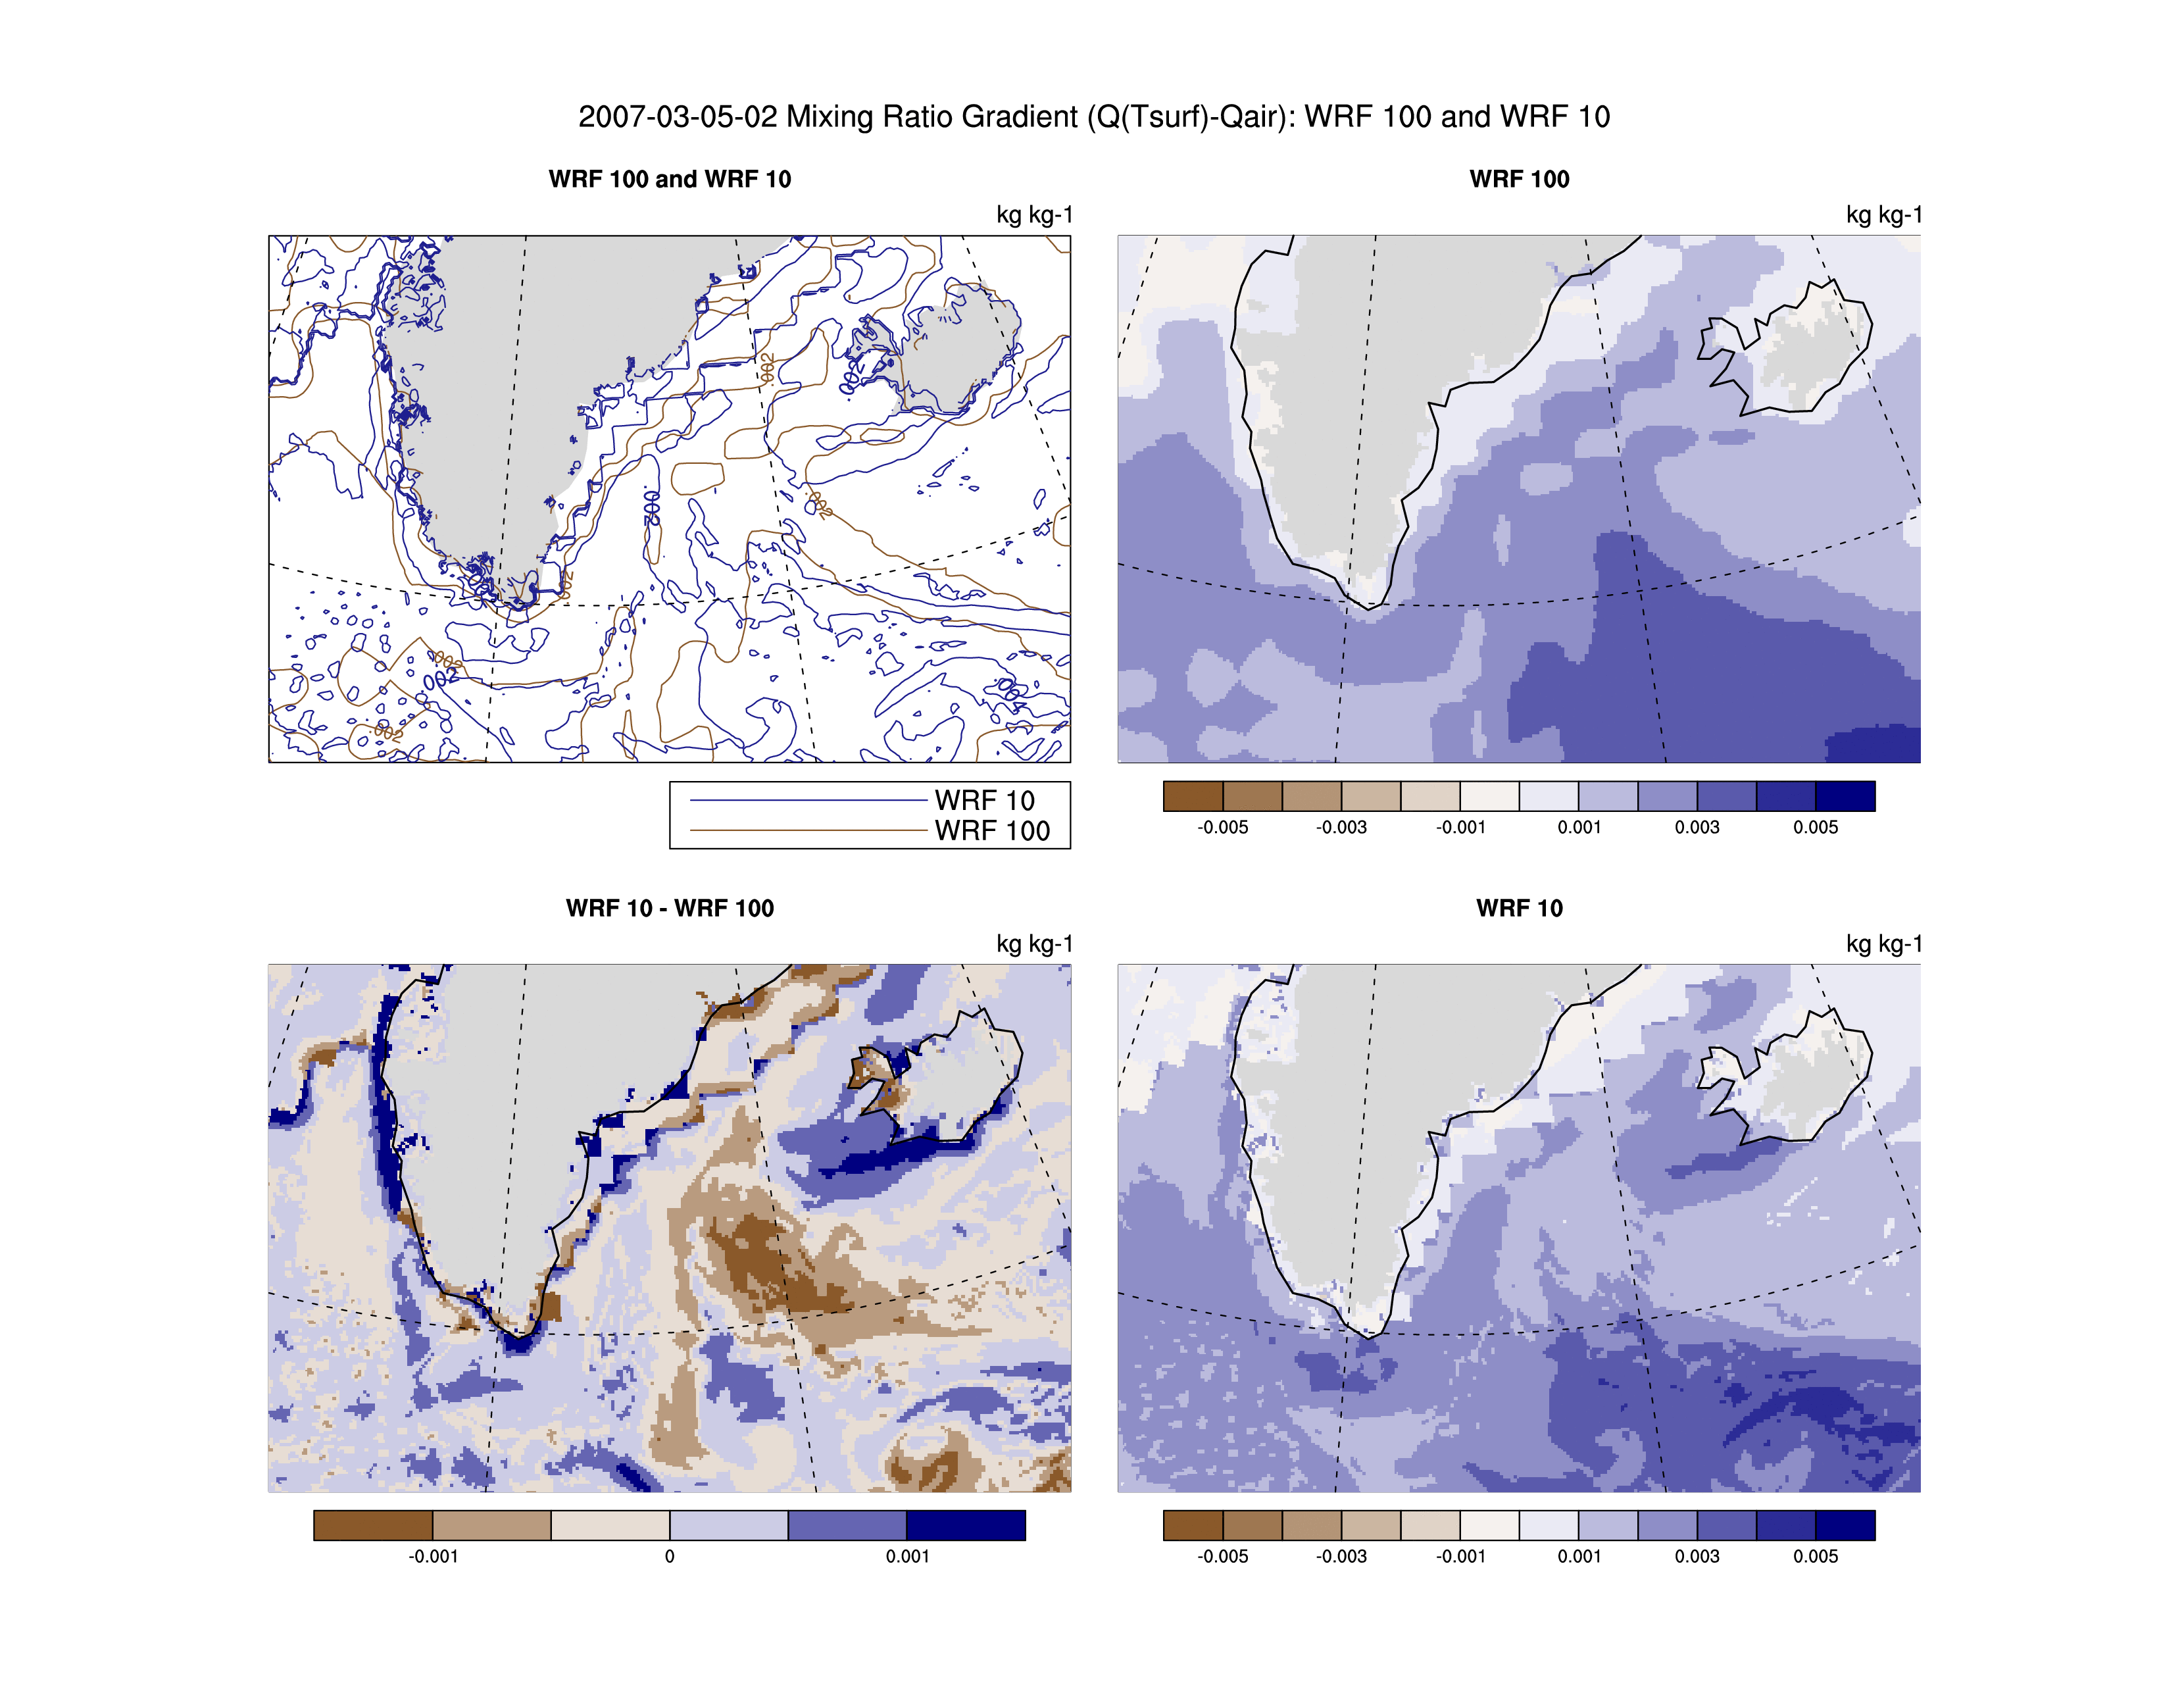 2007-03-05-02 Mixing Ratio Gradient (Q(Tsurf)-Qair): WRF 100 and WRF 10
WRF 100 and WRF 10
kg kg-1
.002
.002
.002
.002
.002
.002
.002
.004
.002
WRF 10
WRF 100
WRF 100
kg kg-1
-0.005 -0.003 -0.001 0.001 0.003 0.005
WRF 10 - WRF 100
kg kg-1
-0.001 0 0.001
WRF 10
kg kg-1
-0.005 -0.003 -0.001 0.001 0.003 0.005